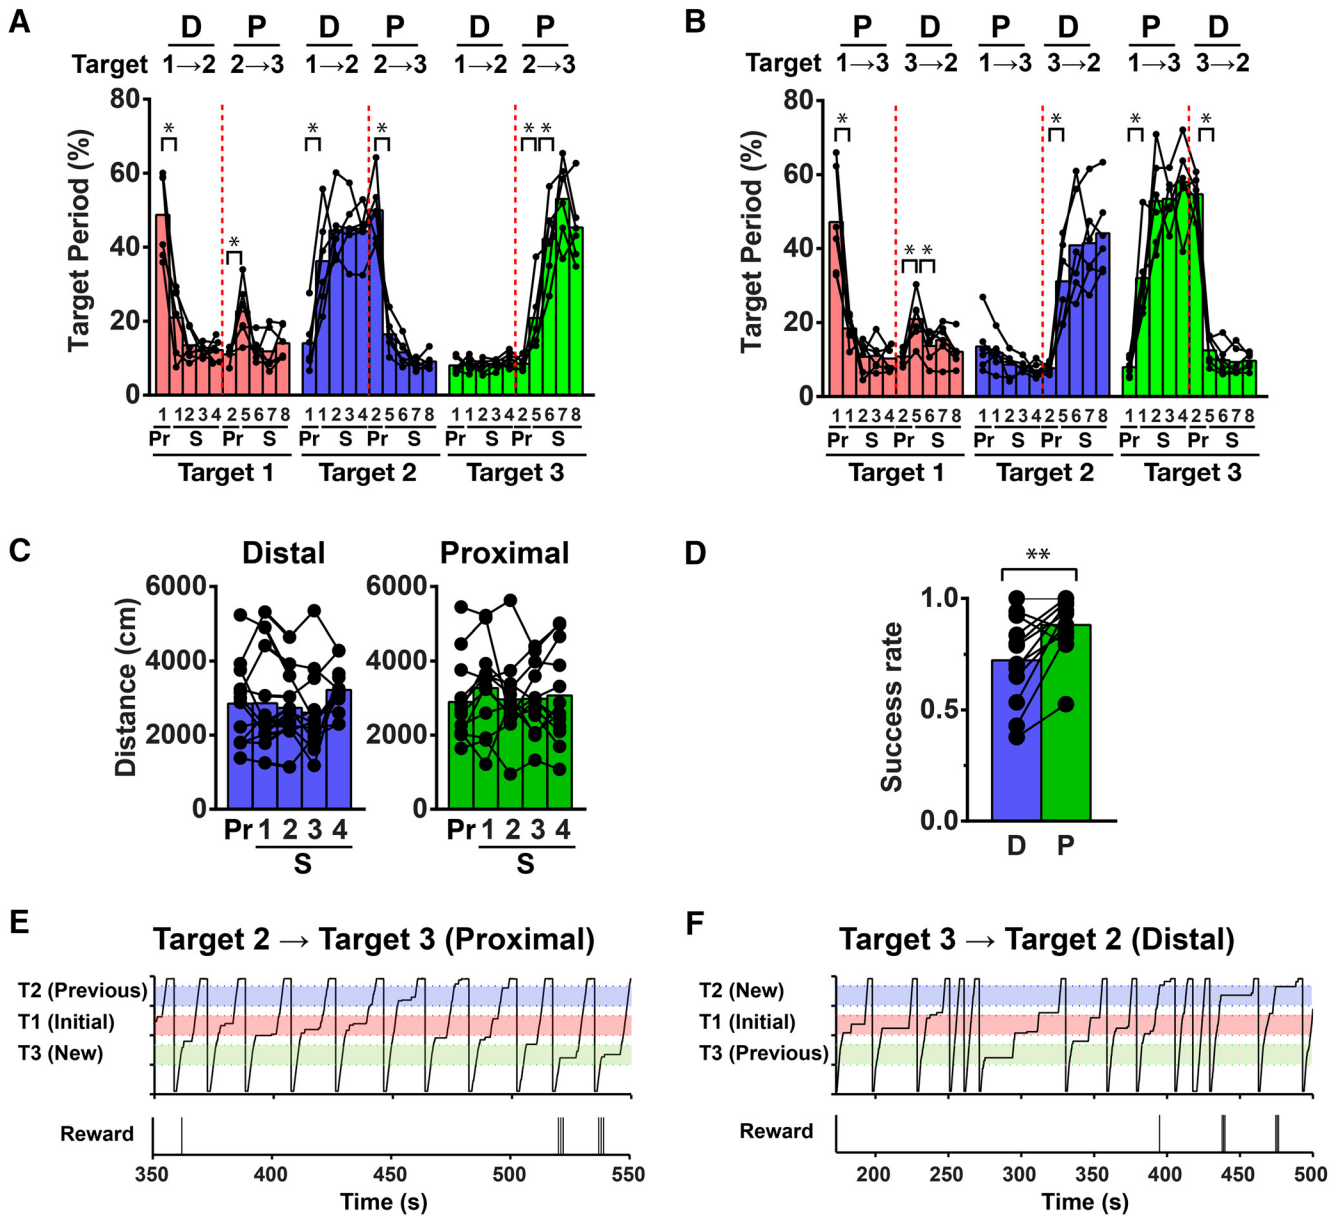 A
D P D P D P
Target 1→2 2→3 1→2 2→3 1→2 2→3
Target Period (%)
80
60
40
20
0
* * * * * *
1 1 2 3 4 2 5 6 7 8 1 1 2 3 4 2 5 6 7 8 1 1 2 3 4 2 5 6 7 8
Pr S Pr S Pr S Pr S Pr S Pr S
Target 1 Target 2 Target 3
B
P D P D P D
Target 1→3 3→2 1→3 3→2 1→3 3→2
Target Period (%)
80
60
40
20
0
* * * * * *
1 1 2 3 4 2 5 6 7 8 1 1 2 3 4 2 5 6 7 8 1 1 2 3 4 2 5 6 7 8
Pr S Pr S Pr S Pr S Pr S Pr S
Target 1 Target 2 Target 3
C
Distal
Distance (cm)
6000
4000
2000
0
Pr 1 2 3 4
S
Proximal
6000
4000
2000
0
Pr 1 2 3 4
S
D
**
Success rate
1.0
0.5
0.0
D P
E
Target 2 → Target 3 (Proximal)
T2 (Previous)
T1 (Initial)
T3 (New)
Reward
350 400 450 500 550
Time (s)
F
Target 3 → Target 2 (Distal)
T2 (New)
T1 (Initial)
T3 (Previous)
Reward
200 250 300 350 400 450 500
Time (s)